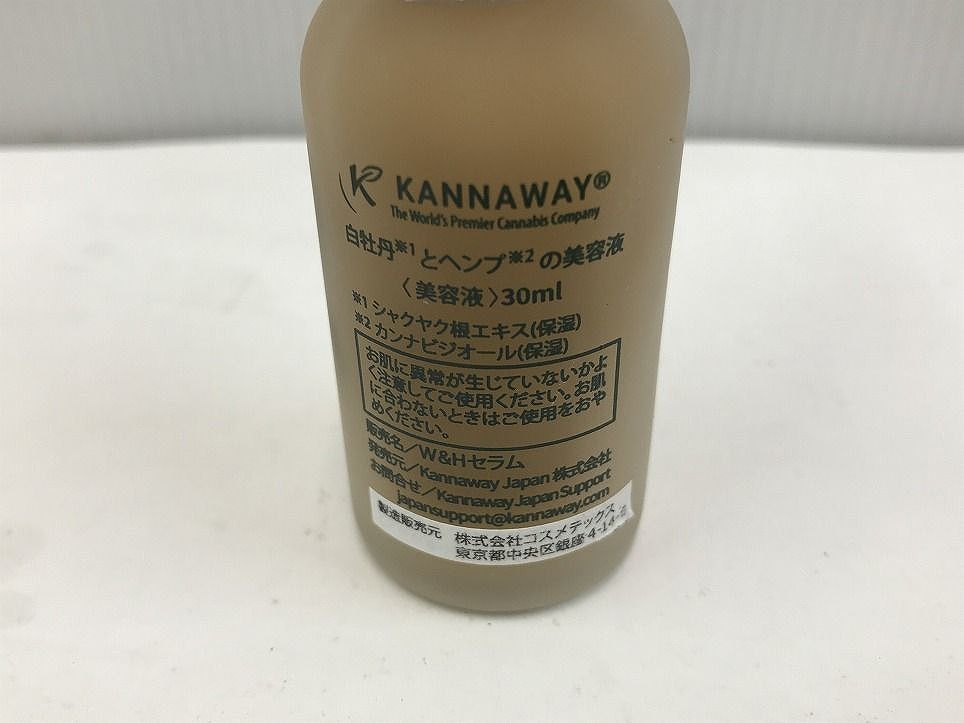 KANNAWAY®
The World's Premier Cannabis Company
白牡丹※1とヘンプ※2の美容液
〈美容液〉30ml
※1 シャクヤク根エキス(保湿)
※2 カンナビジオール(保湿)
お肌に異常が生じていないかよ
く注意してご使用ください。お肌
に合わないときはご使用をおや
めください。
販売名/W&Hセラム
発売元/Kannaway Japan 株式会社
お問合せ/Kannaway Japan Support
japansupport@kannaway.com
製造販売元 株式会社コスメテックス
東京都中央区銀座4-14-